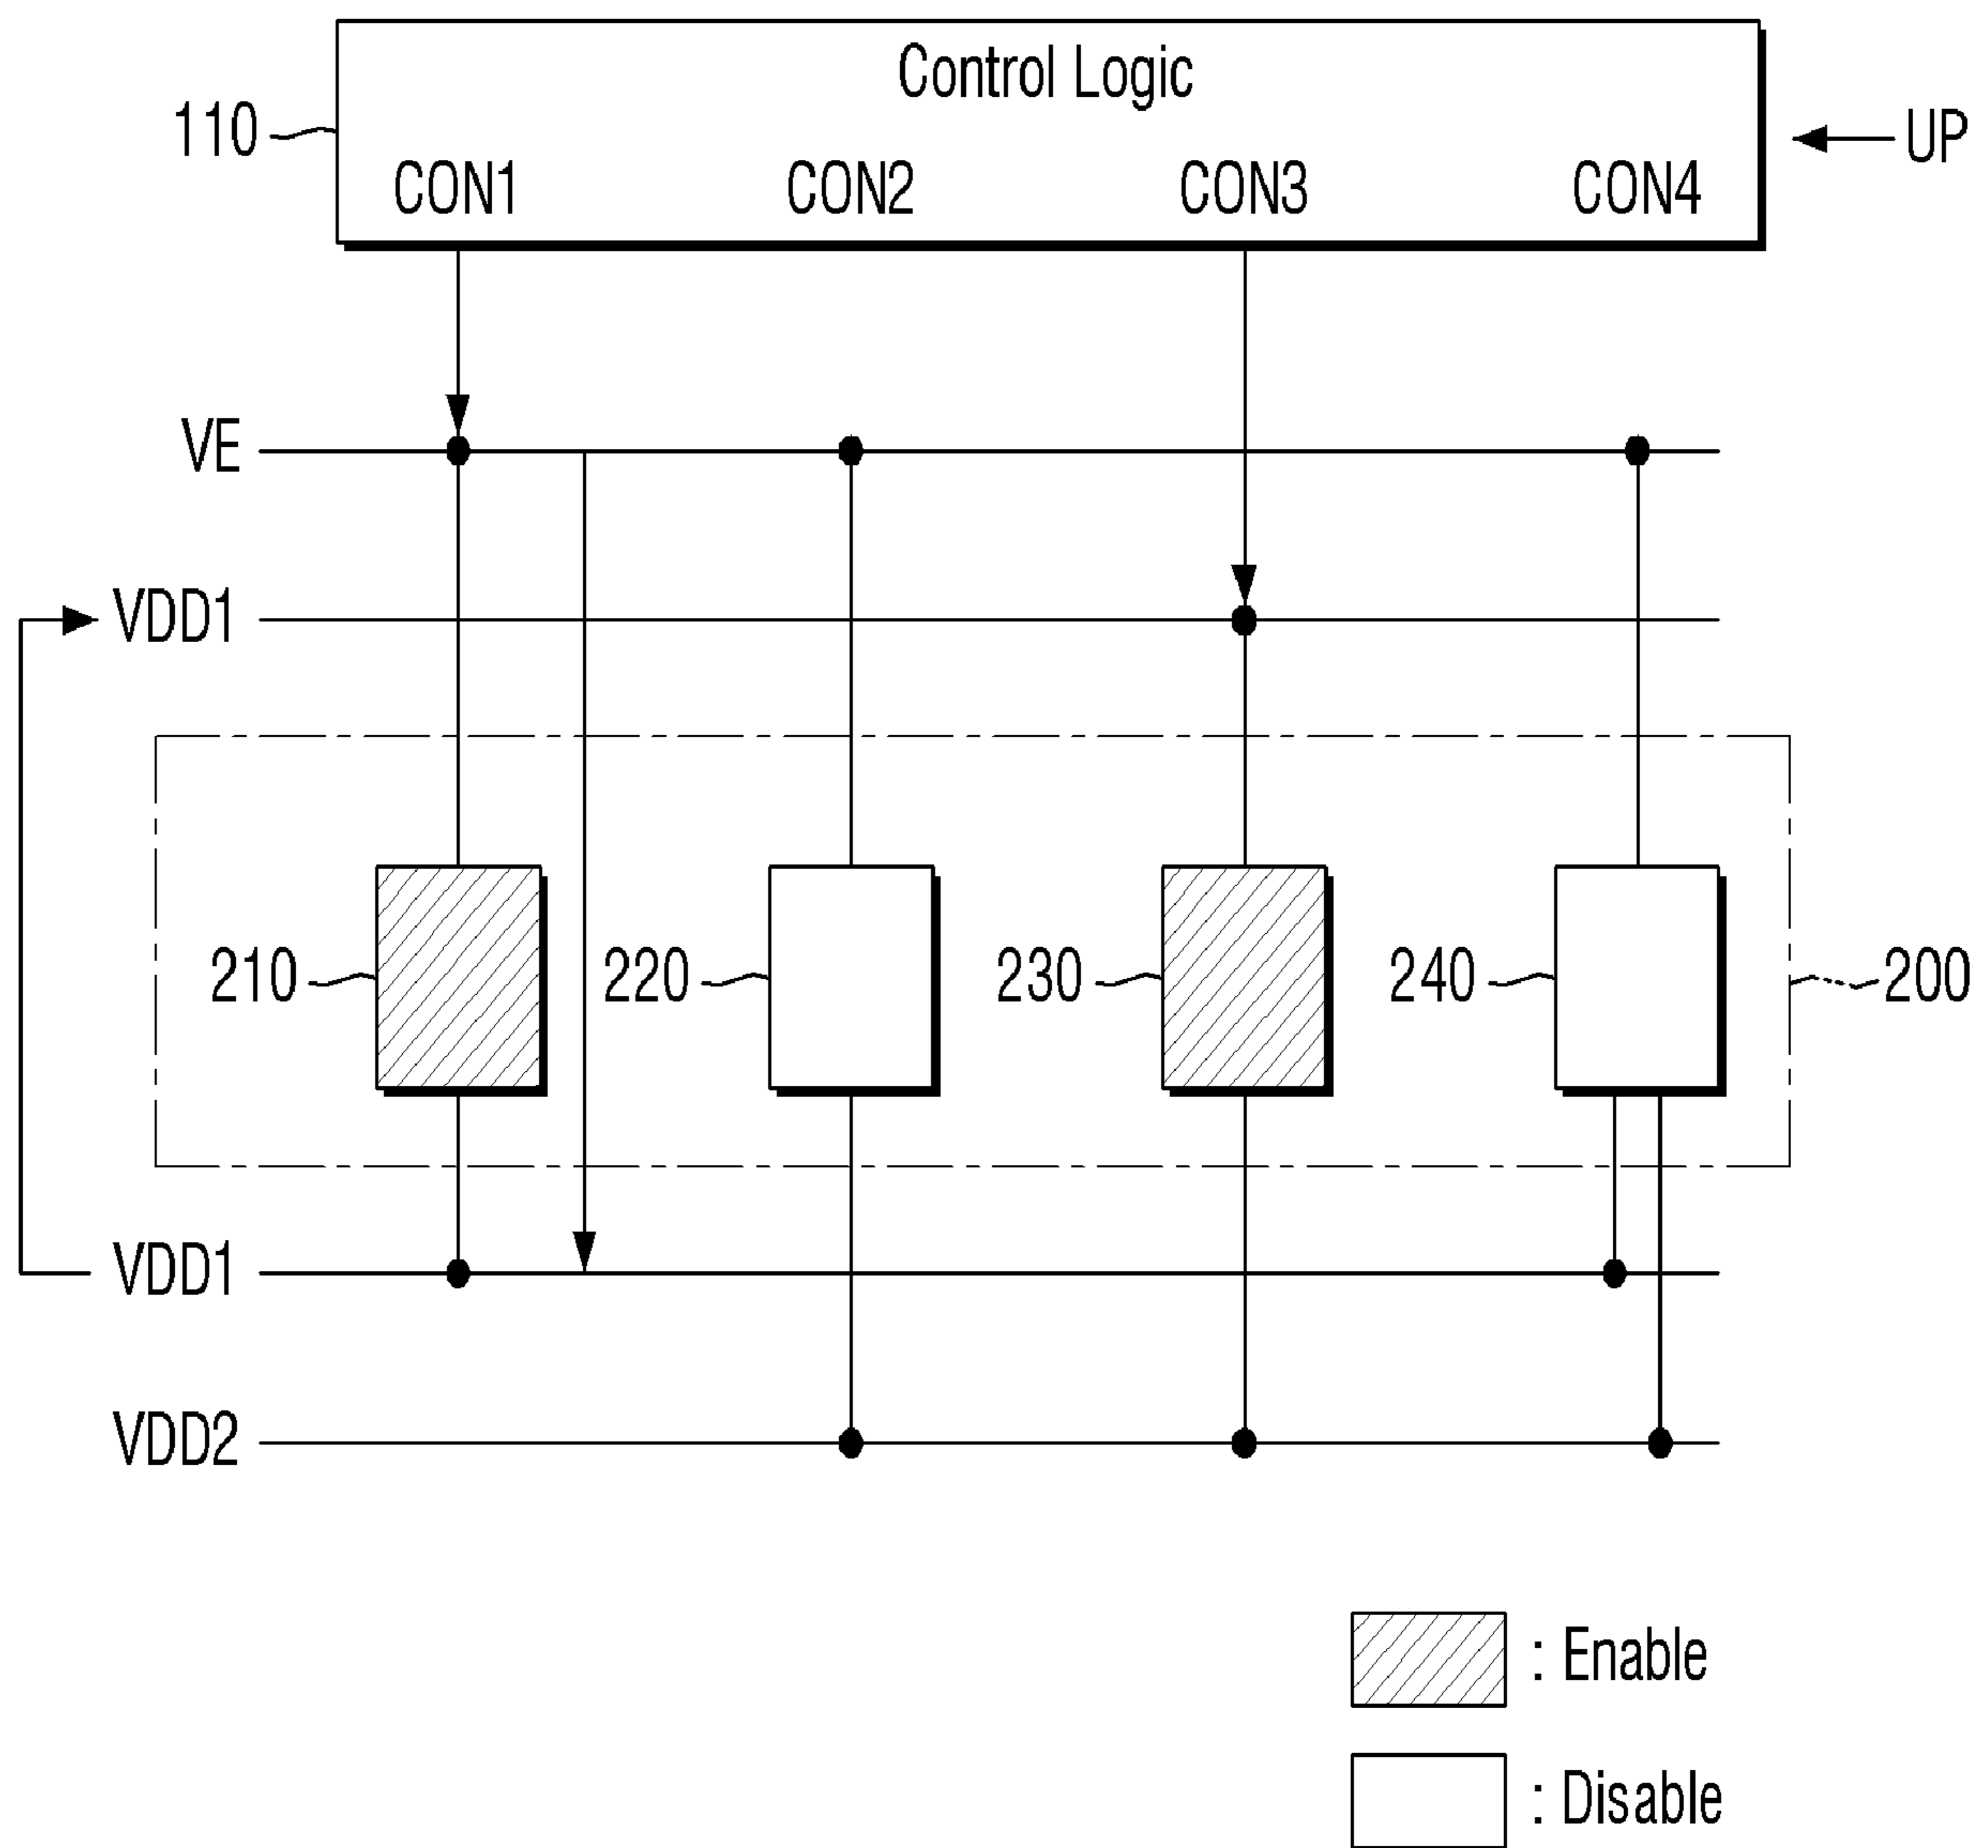 Control Logic
110
UP
CON1 CON2 CON3 CON4
VE
VDD1
210 220 230 240 200
VDD1
VDD2
: Enable
: Disable